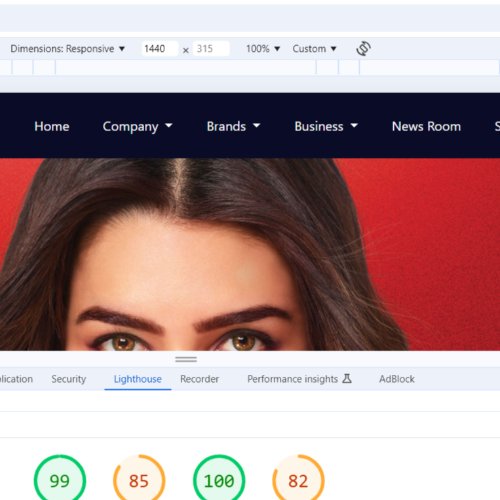 Dimensions: Responsive 1440 × 315 100% Custom
Home Company Brands Business News Room S
plication Security Lighthouse Recorder Performance insights AdBlock
99 85 100 82